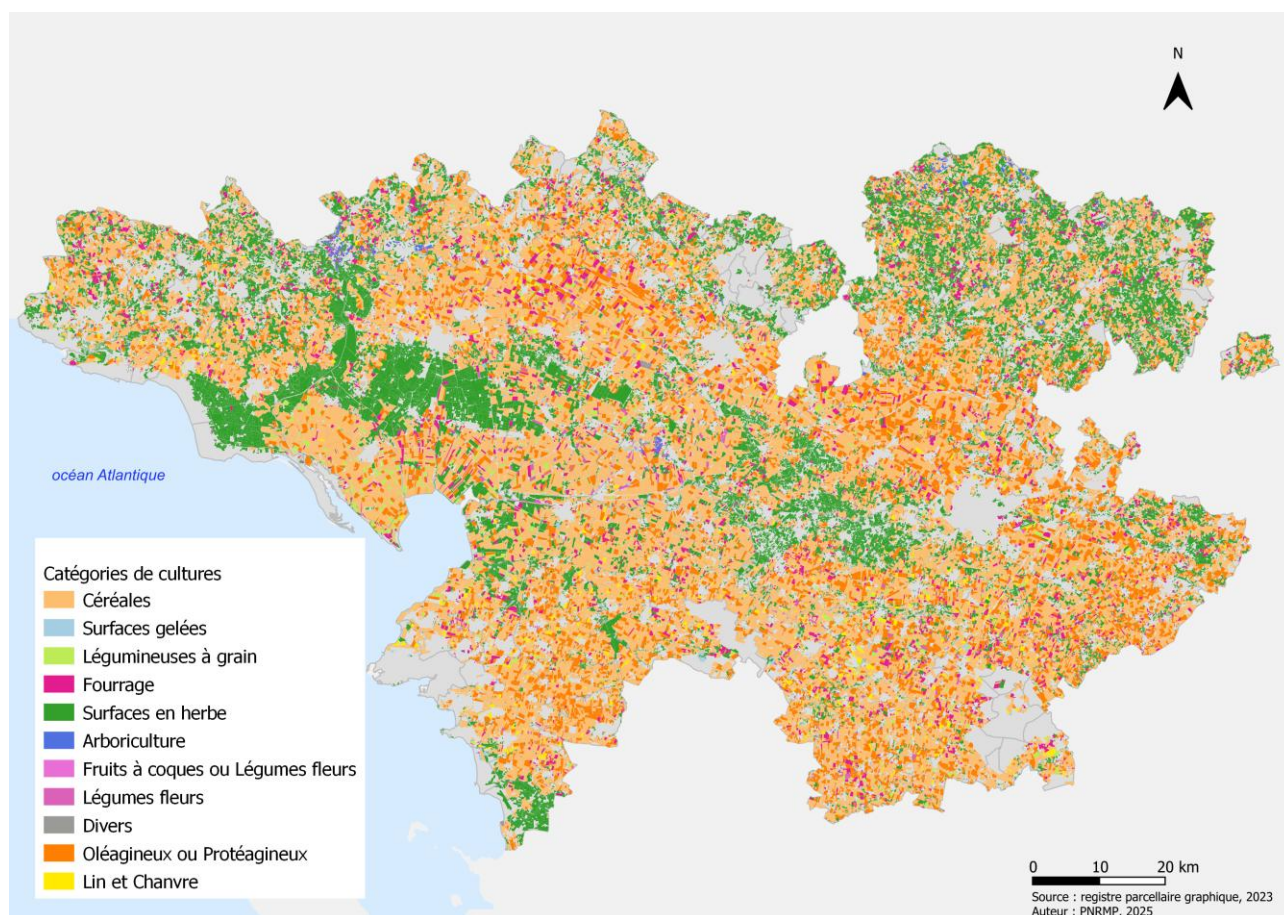 N
océan Atlantique
Catégories de cultures
Céréales
Surfaces gelées
Légumineuses à grain
Fourrage
Surfaces en herbe
Arboriculture
Fruits à coques ou Légumes fleurs
Légumes fleurs
Divers
Oléagineux ou Protéagineux
Lin et Chanvre
0 10 20 km
Source : registre parcellaire graphique, 2023
Auteur : PNRMP, 2025